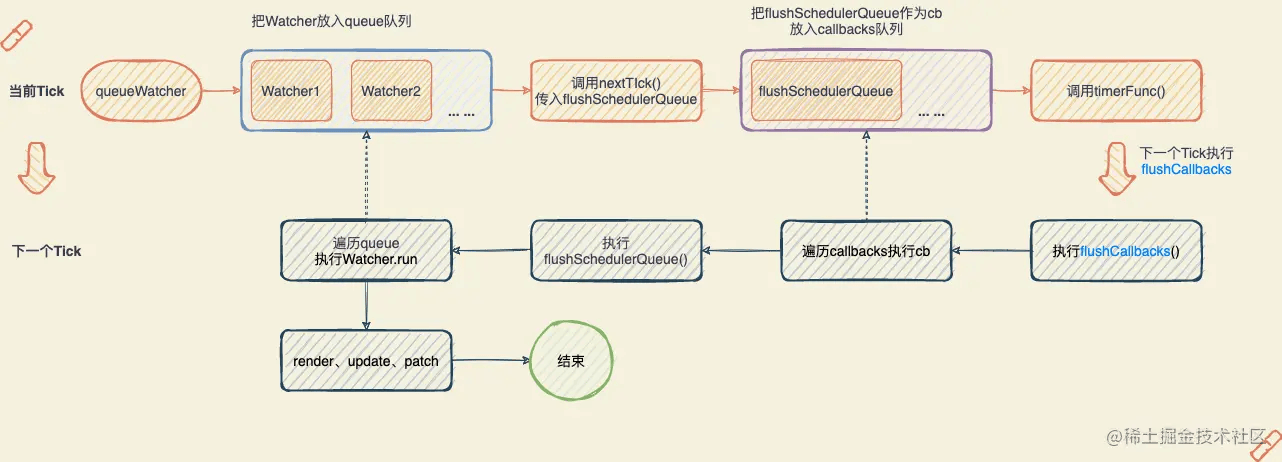 把Watcher放入queue队列
把flushSchedulerQueue作为cb
放入callbacks队列
当前Tick
queueWatcher
Watcher1
Watcher2
... ...
调用nextTIck()
传入flushSchedulerQueue
flushSchedulerQueue
... ...
调用timerFunc()
下一个Tick执行
flushCallbacks
下一个Tick
遍历queue
执行Watcher.run
执行
flushSchedulerQueue()
遍历callbacks执行cb
执行flushCallbacks()
render、update、patch
结束
@稀土掘金技术社区